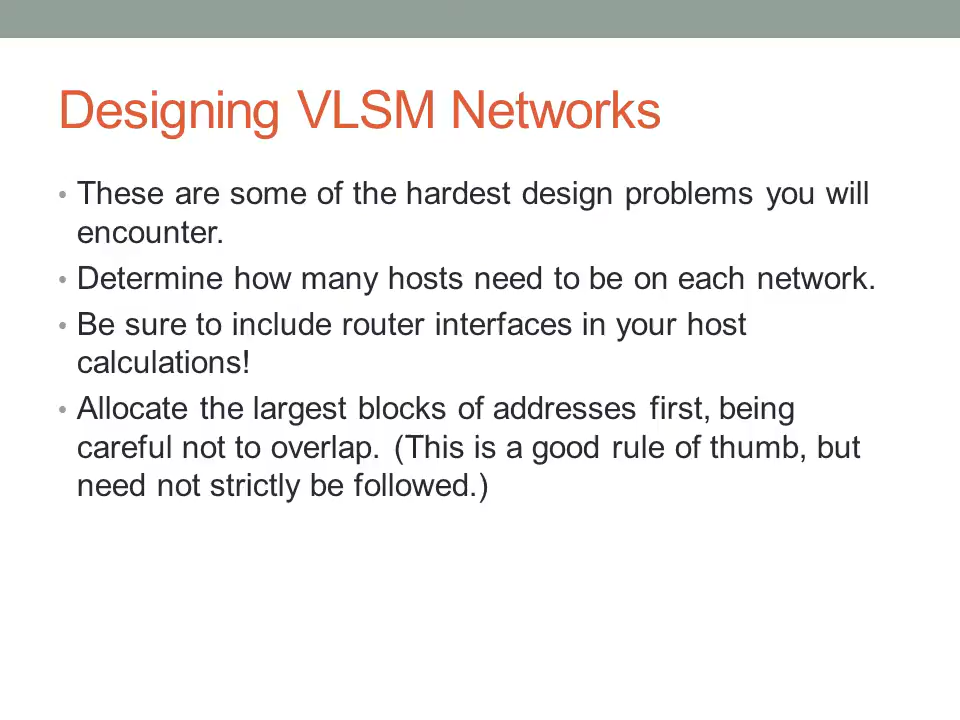 Designing VLSM Networks
• These are some of the hardest design problems you will
encounter.
• Determine how many hosts need to be on each network.
• Be sure to include router interfaces in your host
calculations!
• Allocate the largest blocks of addresses first, being
careful not to overlap. (This is a good rule of thumb, but
need not strictly be followed.)